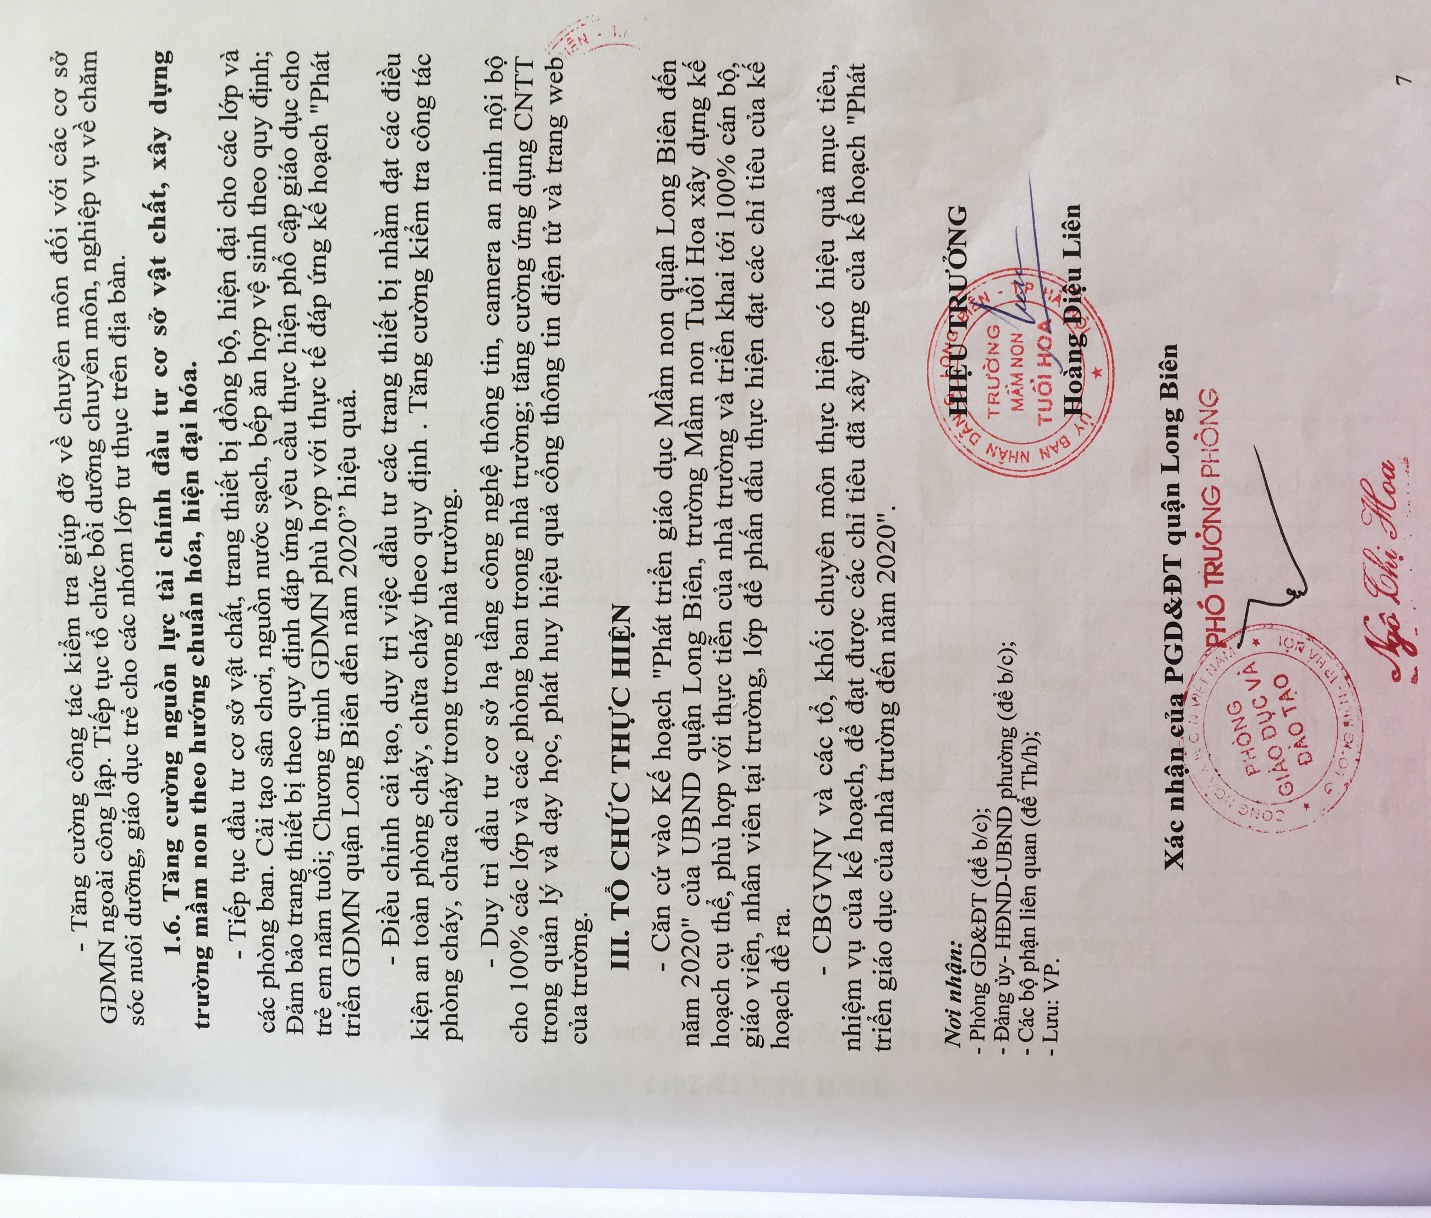 - Tăng cường công tác kiểm tra giúp đỡ về chuyên môn đối với các cơ sở
GDMN ngoài công lập. Tiếp tục tổ chức bồi dưỡng chuyên môn, nghiệp vụ về chăm
sóc nuôi dưỡng, giáo dục trẻ cho các nhóm lớp tư thục trên địa bàn.
1.6. Tăng cường nguồn lực tài chính đầu tư cơ sở vật chất, xây dựng
trường mầm non theo hướng chuẩn hóa, hiện đại hóa.
- Tiếp tục đầu tư cơ sở vật chất, trang thiết bị đồng bộ, hiện đại cho các lớp và
các phòng ban. Cải tạo sân chơi, nguồn nước sạch, bếp ăn hợp vệ sinh theo quy định;
Đảm bảo trang thiết bị theo quy định đáp ứng yêu cầu thực hiện phổ cập giáo dục cho
trẻ em năm tuổi; Chương trình GDMN phù hợp với thực tế đáp ứng kế hoạch "Phát
triển GDMN quận Long Biên đến năm 2020” hiệu quả.
- Điều chỉnh cải tạo, duy trì việc đầu tư các trang thiết bị nhằm đạt các điều
kiện an toàn phòng cháy, chữa cháy theo quy định . Tăng cường kiểm tra công tác
phòng cháy, chữa cháy trong nhà trường.
- Duy trì đầu tư cơ sở hạ tầng công nghệ thông tin, camera an ninh nội bộ
cho 100% các lớp và các phòng ban trong nhà trường; tăng cường ứng dụng CNTT
trong quản lý và dạy học, phát huy hiệu quả cổng thông tin điện tử và trang web
của trường.
III. TỔ CHỨC THỰC HIỆN
- Căn cứ vào Kế hoạch "Phát triển giáo dục Mầm non quận Long Biên đến
năm 2020" của UBND quận Long Biên, trường Mầm non Tuổi Hoa xây dựng kế
hoạch cụ thể, phù hợp với thực tiễn của nhà trường và triển khai tới 100% cán bộ,
giáo viên, nhân viên tại trường, lớp để phấn đấu thực hiện đạt các chỉ tiêu của kế
hoạch đề ra.
- CBGVNV và các tổ, khối chuyên môn thực hiện có hiệu quả mục tiêu,
nhiệm vụ của kế hoạch, để đạt được các chỉ tiêu đã xây dựng của kế hoạch "Phát
triển giáo dục của nhà trường đến năm 2020".
Nơi nhận:
- Phòng GD&ĐT (để b/c);
- Đảng ủy- HĐND-UBND phường (để b/c);
- Các bộ phận liên quan (để Th/h);
- Lưu: VP.
HIỆU TRƯỞNG
TRƯỜNG
MẦM NON
TUỔI HOA
ỦY BAN NHÂN DÂN
Hoàng Diệu Liên
Xác nhận của PGD&ĐT quận Long Biên
PHÓ TRƯỞNG PHÒNG
PHÒNG
GIÁO DỤC VÀ
ĐÀO TẠO
Ngô Thị Hoa
7